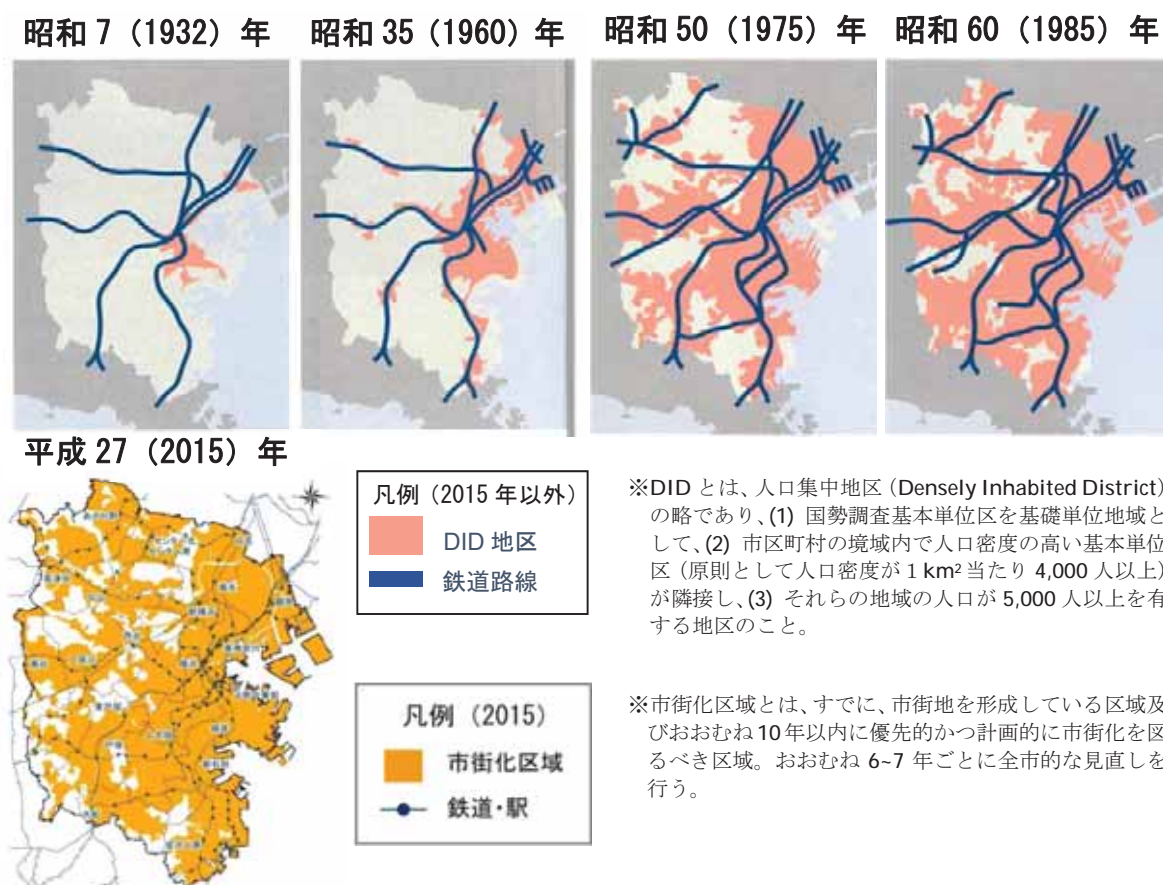 昭和 7（1932）年
昭和 35（1960）年
昭和 50（1975）年
昭和 60（1985）年
平成 27（2015）年
凡例（2015 年以外）
DID 地区
鉄道路線
凡例（2015）
市街化区域
鉄道・駅
※DID とは、人口集中地区（Densely Inhabited District）
の略であり、(1) 国勢調査基本単位区を基礎単位地域と
して、(2) 市区町村の境域内で人口密度の高い基本単位
区（原則として人口密度が 1 km²当たり 4,000 人以上）
が隣接し、(3) それらの地域の人口が 5,000 人以上を有
する地区のこと。
※市街化区域とは、すでに、市街地を形成している区域及
びおおむね 10 年以内に優先的かつ計画的に市街化を図
るべき区域。おおむね 6~7 年ごとに全市的な見直しを
行う。